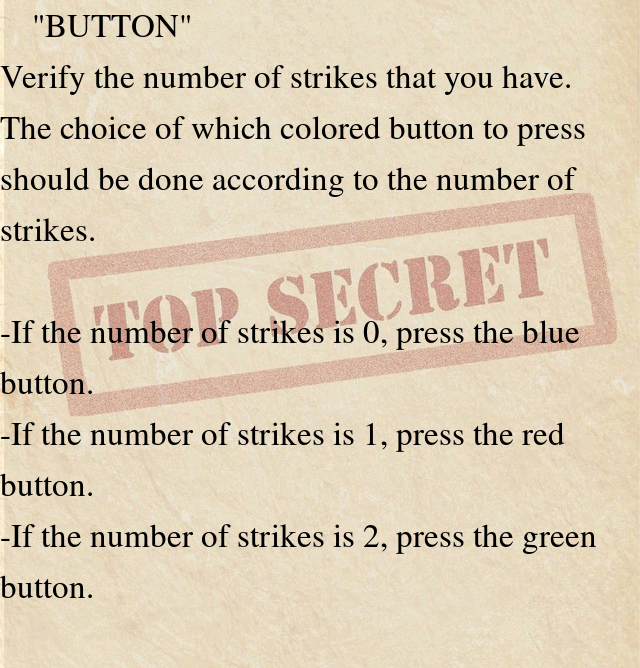 "BUTTON"
Verify the number of strikes that you have.
The choice of which colored button to press
should be done according to the number of
strikes.
TOP SECRET
-If the number of strikes is 0, press the blue
button.
-If the number of strikes is 1, press the red
button.
-If the number of strikes is 2, press the green
button.